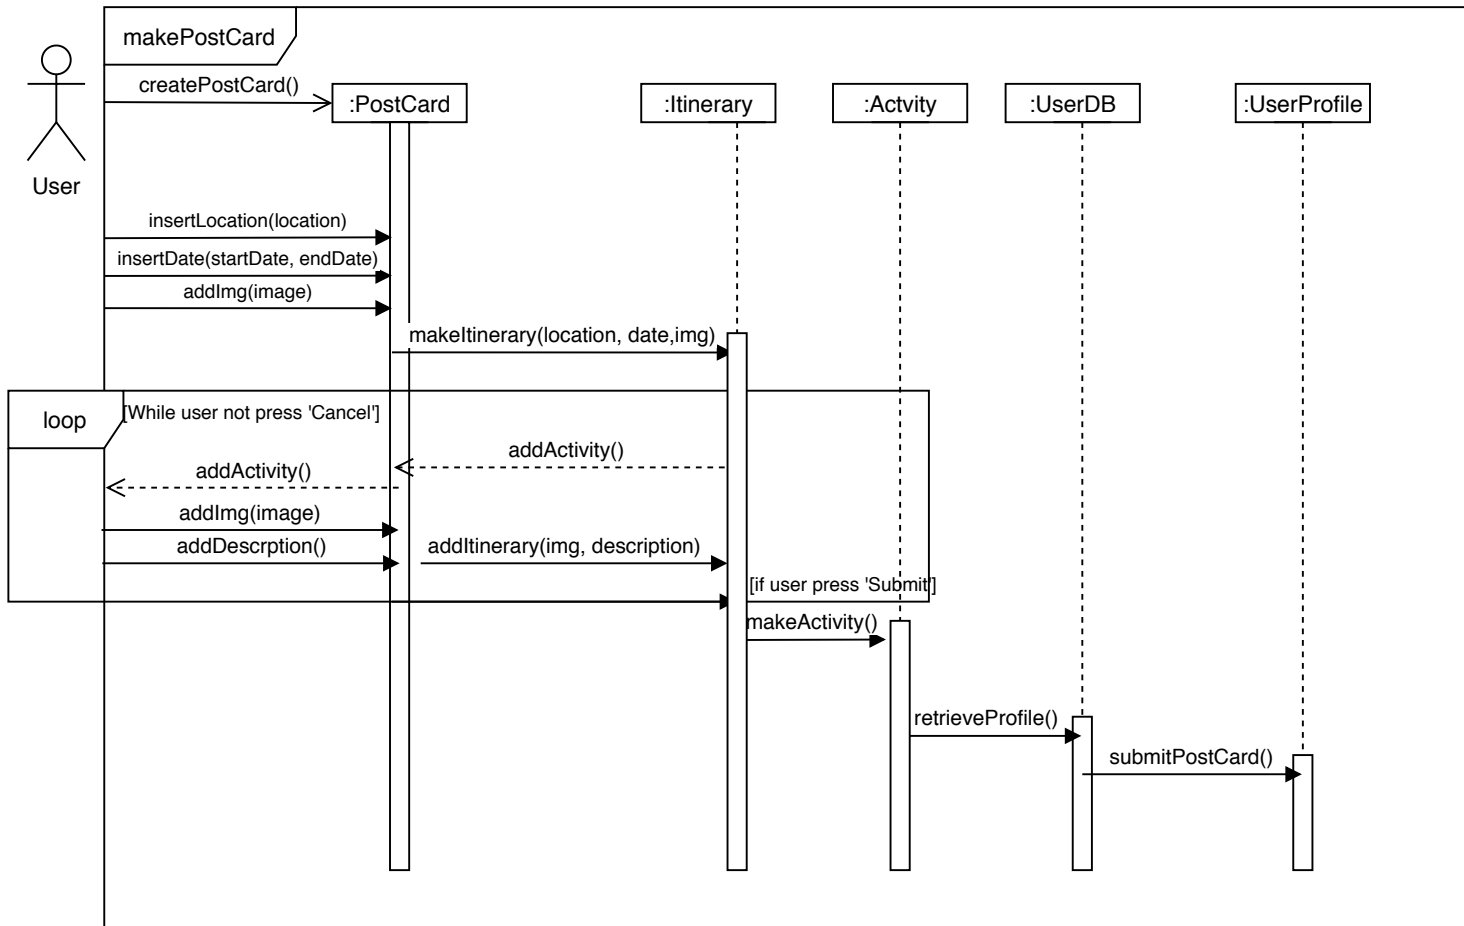 makePostCard
createPostCard()
:PostCard
:Itinerary
:Actvity
:UserDB
:UserProfile
User
insertLocation(location)
insertDate(startDate, endDate)
addImg(image)
makeItinerary(location, date,img)
loop
[While user not press 'Cancel']
addActivity()
addActivity()
addImg(image)
addDescrption()
addItinerary(img, description)
[if user press 'Submit']
makeActivity()
retrieveProfile()
submitPostCard()